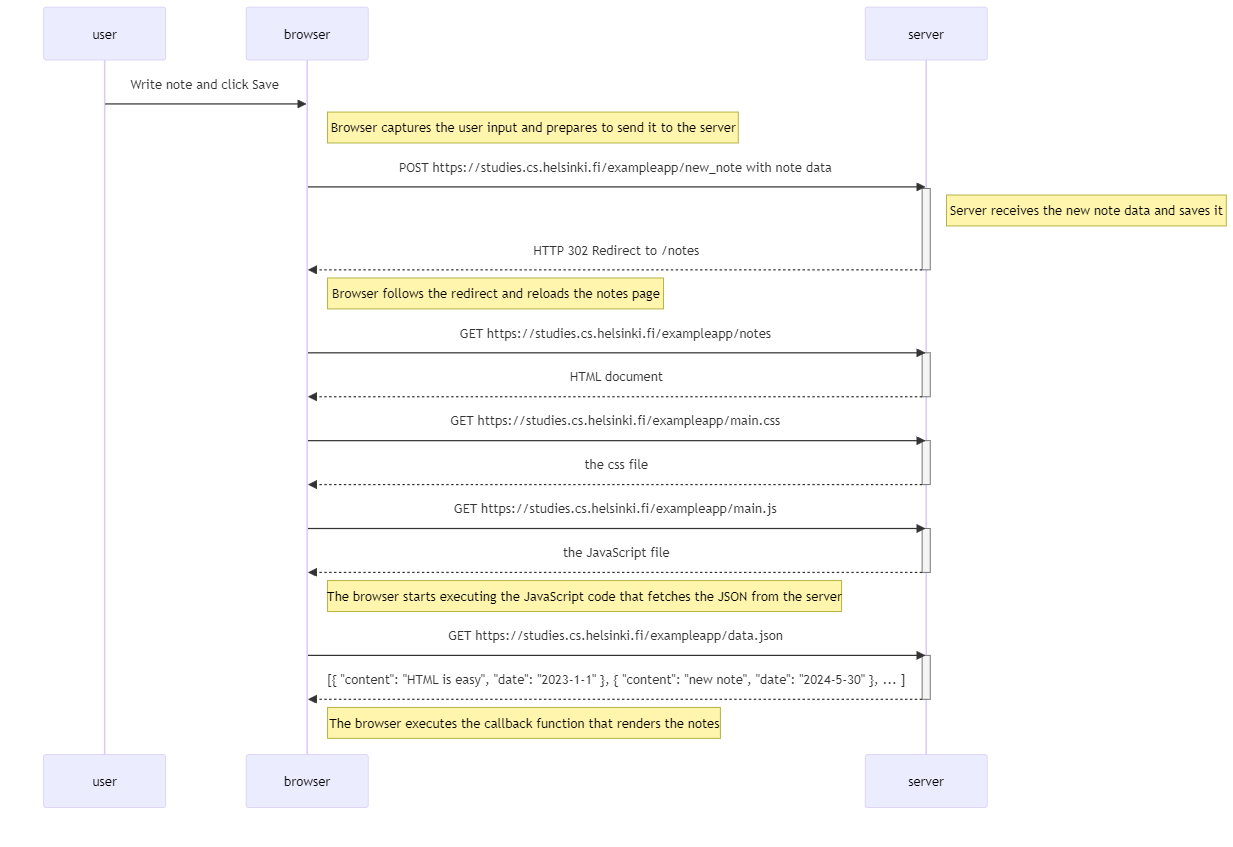 user
browser
server
Write note and click Save
Browser captures the user input and prepares to send it to the server
POST https://studies.cs.helsinki.fi/exampleapp/new_note with note data
Server receives the new note data and saves it
HTTP 302 Redirect to /notes
Browser follows the redirect and reloads the notes page
GET https://studies.cs.helsinki.fi/exampleapp/notes
HTML document
GET https://studies.cs.helsinki.fi/exampleapp/main.css
the css file
GET https://studies.cs.helsinki.fi/exampleapp/main.js
the JavaScript file
The browser starts executing the JavaScript code that fetches the JSON from the server
GET https://studies.cs.helsinki.fi/exampleapp/data.json
[{ "content": "HTML is easy", "date": "2023-1-1" }, { "content": "new note", "date": "2024-5-30" }, ... ]
The browser executes the callback function that renders the notes
user
browser
server